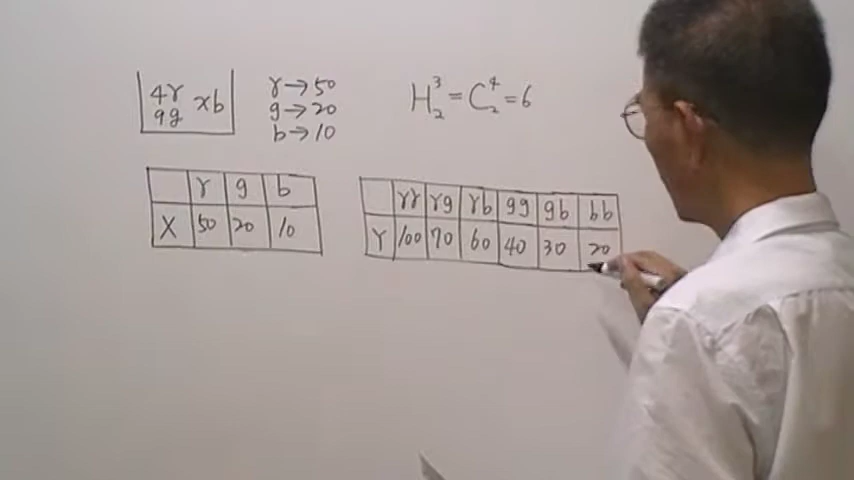 4r xb
9g
r→50
g→20
b→10
H₂³ = C₂⁴ = 6
r g b
X 50 20 10
rr rg rb gg gb bb
Y 100 70 60 40 30 20